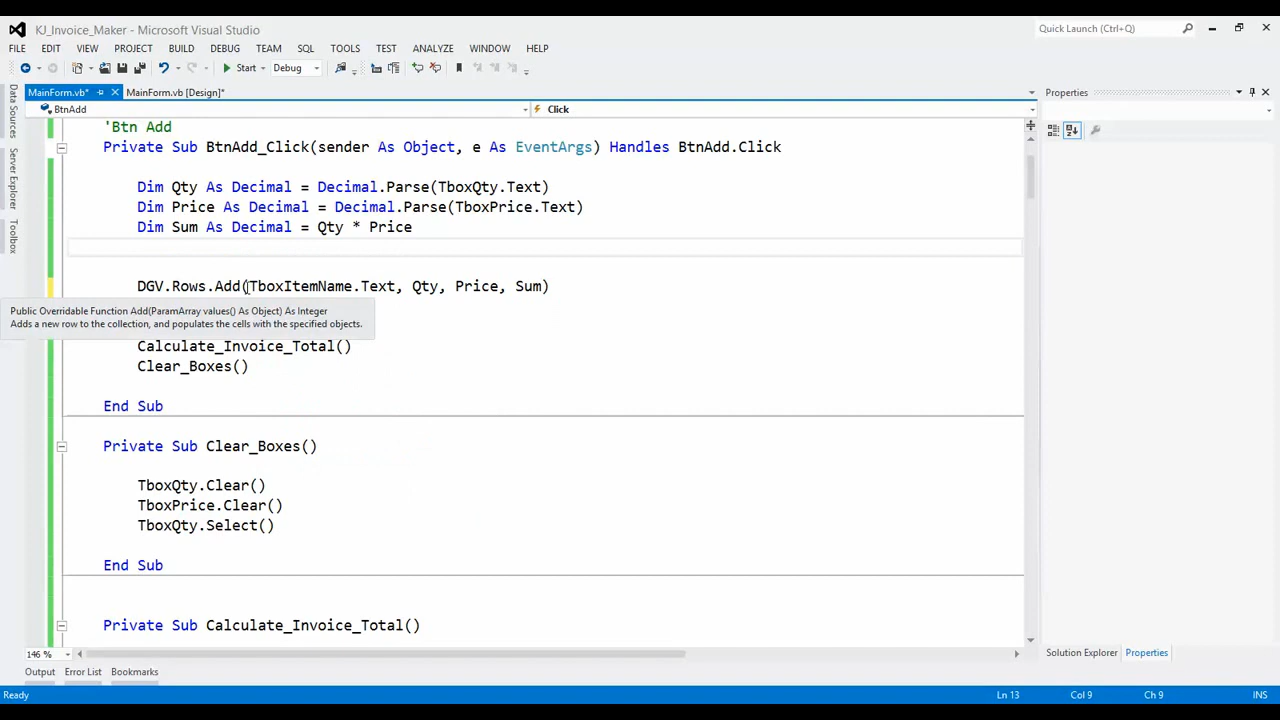 KJ_Invoice_Maker - Microsoft Visual Studio
Quick Launch (Ctrl+Q)
FILE EDIT VIEW PROJECT BUILD DEBUG TEAM SQL TOOLS TEST ANALYZE WINDOW HELP
Start Debug
MainForm.vb* MainForm.vb [Design]* Properties
BtnAdd Click
Data Sources
Server Explorer
Toolbox
'Btn Add
Private Sub BtnAdd_Click(sender As Object, e As EventArgs) Handles BtnAdd.Click
Dim Qty As Decimal = Decimal.Parse(TboxQty.Text)
Dim Price As Decimal = Decimal.Parse(TboxPrice.Text)
Dim Sum As Decimal = Qty * Price
DGV.Rows.Add(TboxItemName.Text, Qty, Price, Sum)
Public Overridable Function Add(ParamArray values() As Object) As Integer
Adds a new row to the collection, and populates the cells with the specified objects.
Calculate_Invoice_Total()
Clear_Boxes()
End Sub
Private Sub Clear_Boxes()
TboxQty.Clear()
TboxPrice.Clear()
TboxQty.Select()
End Sub
Private Sub Calculate_Invoice_Total()
146 %
Solution Explorer Properties
Output Error List Bookmarks
Ready Ln 13 Col 9 Ch 9 INS